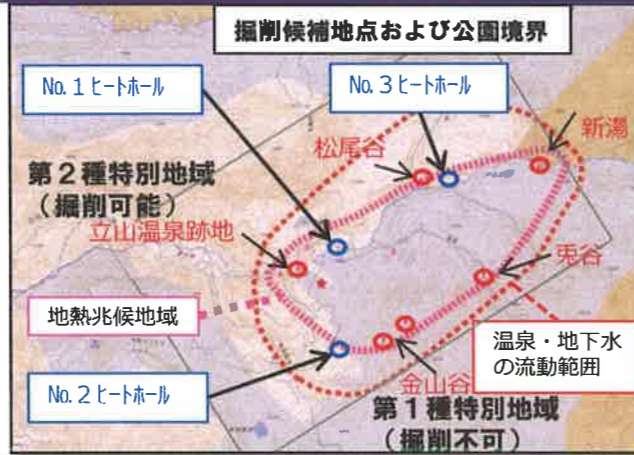 掘削候補地点および公園境界
No. 1 ヒートホール
No. 3 ヒートホール
新湯
松尾谷
第２種特別地域
（掘削可能）
立山温泉跡地
兎谷
地熱兆候地域
温泉・地下水
の流動範囲
No. 2 ヒートホール
金山谷
第１種特別地域
（掘削不可）